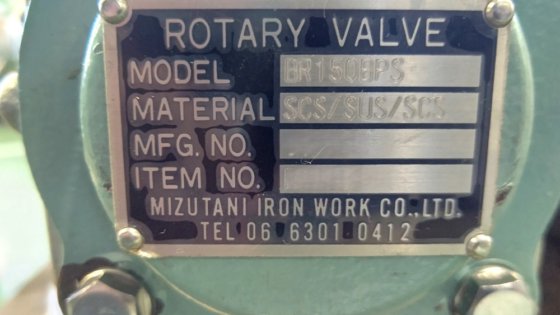 ROTARY VALVE
MODEL BR150BPS
MATERIAL SCS/SUS/SCS
MFG. NO.
ITEM NO.
MIZUTANI IRON WORK CO.,LTD.
TEL 06 6301 0412